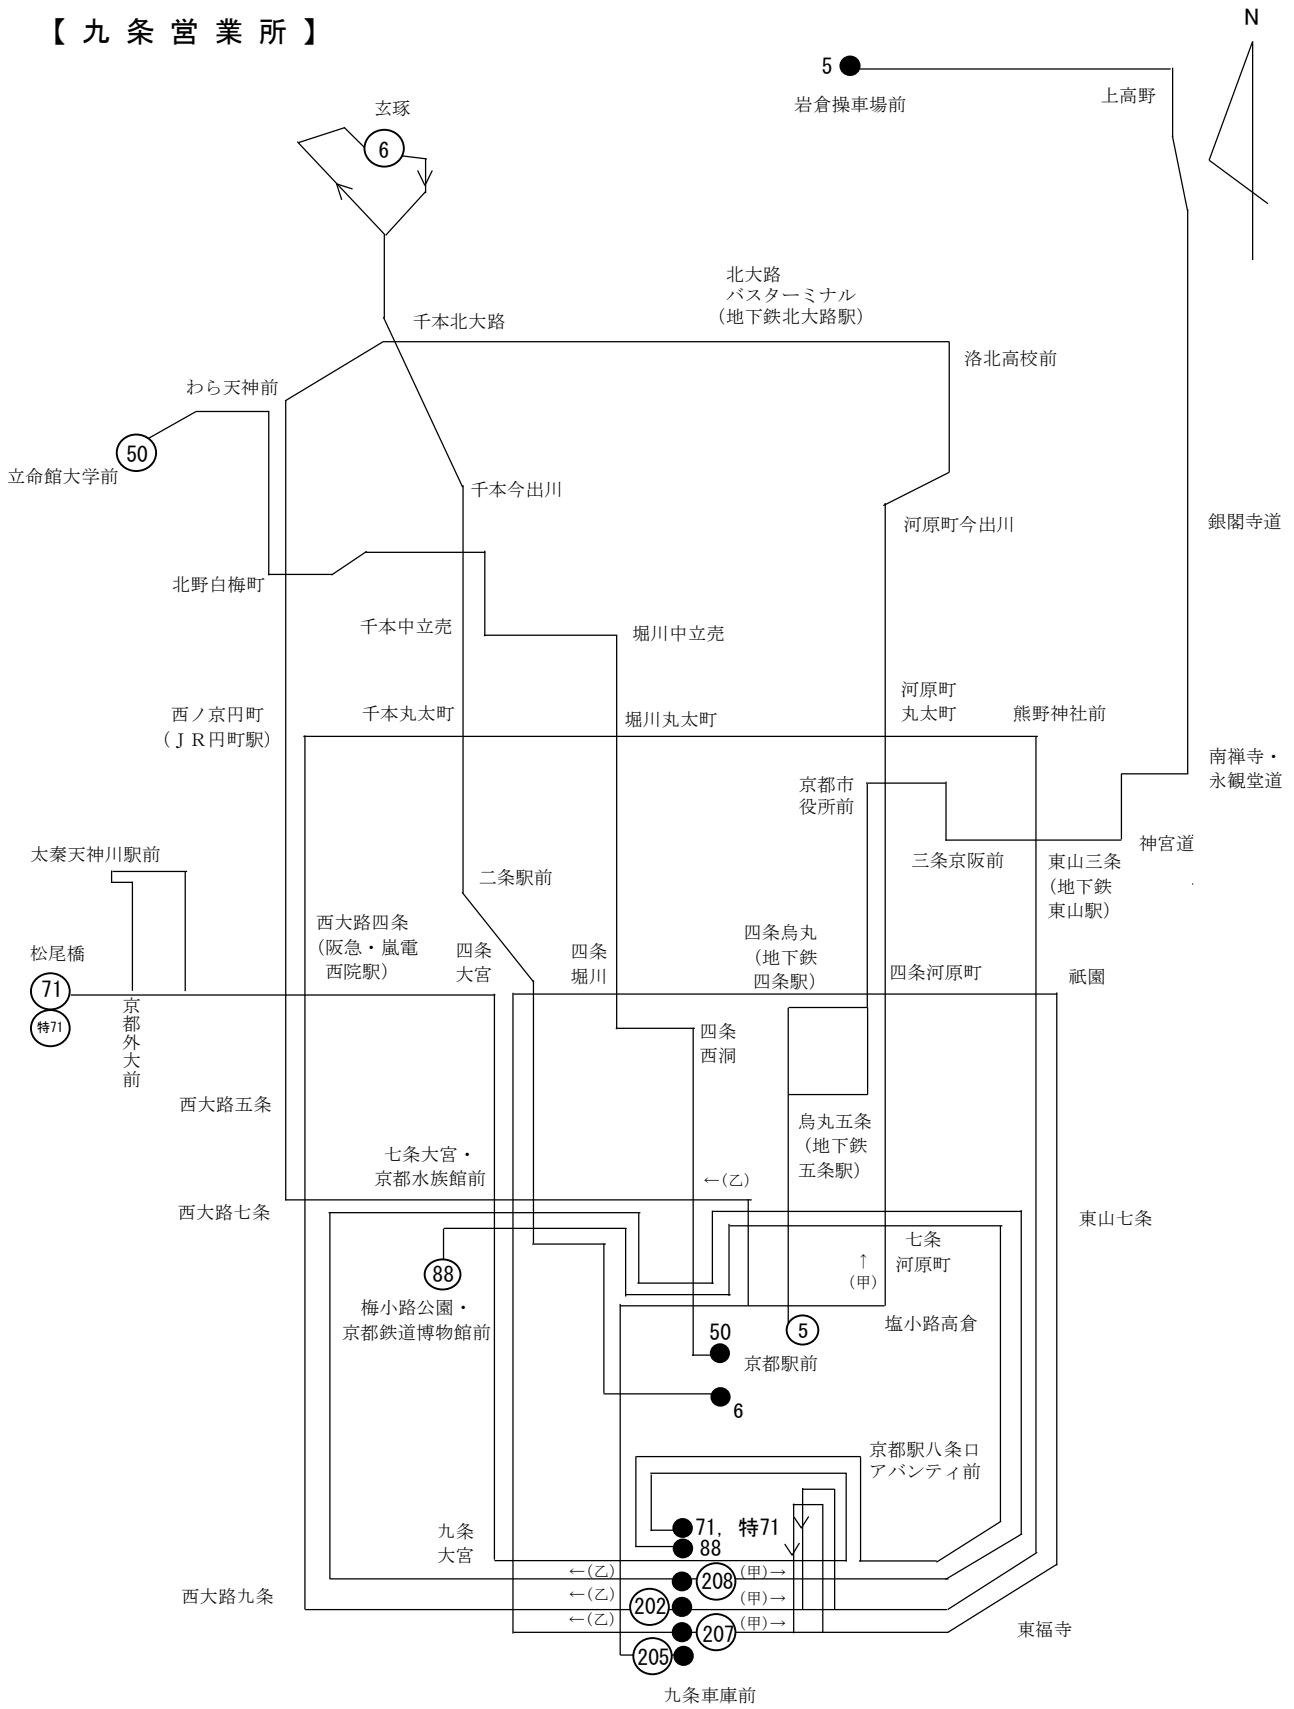 【 九 条 営 業 所 】
N
5
岩倉操車場前
上高野
玄琢
6
北大路
バスターミナル
(地下鉄北大路駅)
千本北大路
洛北高校前
わら天神前
50
立命館大学前
千本今出川
河原町今出川
銀閣寺道
北野白梅町
千本中立売
堀川中立売
西ノ京円町
(ＪＲ円町駅)
千本丸太町
堀川丸太町
河原町
丸太町
熊野神社前
南禅寺・
永観堂道
京都市
役所前
神宮道
太秦天神川駅前
三条京阪前
東山三条
(地下鉄
東山駅)
二条駅前
松尾橋
71
特71
京都外大前
西大路四条
(阪急・嵐電
西院駅)
四条
大宮
四条
堀川
四条烏丸
(地下鉄
四条駅)
四条河原町
祇園
四条
西洞
西大路五条
烏丸五条
(地下鉄
五条駅)
七条大宮・
京都水族館前
←(乙)
西大路七条
東山七条
七条
河原町
↑
(甲)
88
梅小路公園・
京都鉄道博物館前
塩小路高倉
50
5
京都駅前
6
京都駅八条口
アバンティ前
71, 特71
88
九条
大宮
←(乙)
208
(甲)→
西大路九条
←(乙)
202
(甲)→
←(乙)
207
(甲)→
東福寺
205
九条車庫前